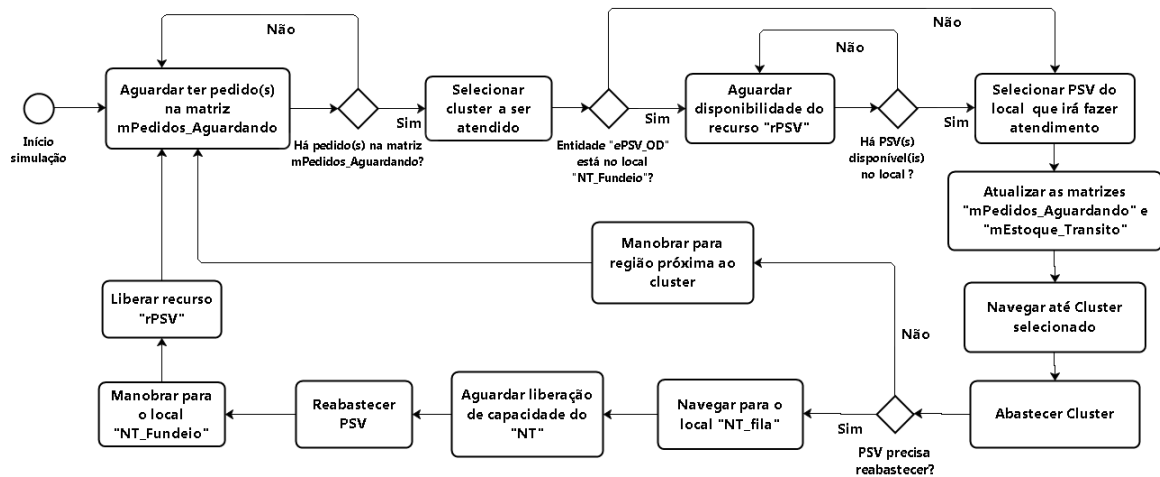 Não
Não
Não
Início
simulação
Aguardar ter pedido(s)
na matriz
mPedidos_Aguardando
Sim
Há pedido(s) na matriz
mPedidos_Aguardando?
Selecionar
cluster a ser
atendido
Sim
Entidade "ePSV_OD"
está no local
"NT_Fundeio"?
Aguardar
disponibilidade do
recurso "rPSV"
Sim
Há PSV(s)
disponível(is)
no local ?
Selecionar PSV do
local que irá fazer
atendimento
Atualizar as matrizes
"mPedidos_Aguardando" e
"mEstoque_Transito"
Navegar até Cluster
selecionado
Abastecer Cluster
PSV precisa
reabastecer?
Não
Sim
Manobrar para
região próxima ao
cluster
Navegar para o
local "NT_fila"
Aguardar liberação
de capacidade do
"NT"
Reabastecer
PSV
Manobrar para
o local
"NT_Fundeio"
Liberar recurso
"rPSV"